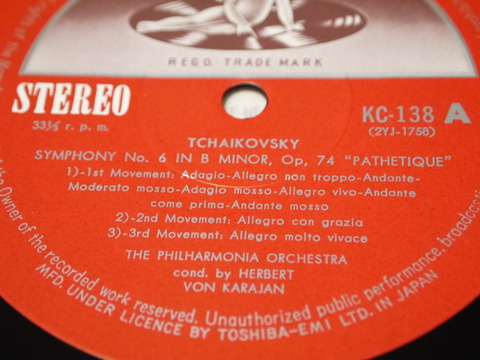 REGD. TRADE MARK
STEREO
33⅓ r. p. m.
KC-138 A
(2YJ-1758)
TCHAIKOVSKY
SYMPHONY No. 6 IN B MINOR, Op, 74 "PATHETIQUE"
1)-1st Movement: Adagio-Allegro non troppo-Andante-
Moderato mosso-Adagio mosso-Allegro vivo-Andante
come prima-Andante mosso
2)-2nd Movement: Allegro con grazia
3)-3rd Movement: Allegro molto vivace
THE PHILHARMONIA ORCHESTRA
cond. by HERBERT
VON KARAJAN
of the Owner of the recorded work reserved. Unauthorized public performance, broadcasti
MFD. UNDER LICENCE BY TOSHIBA-EMI LTD. IN JAPAN